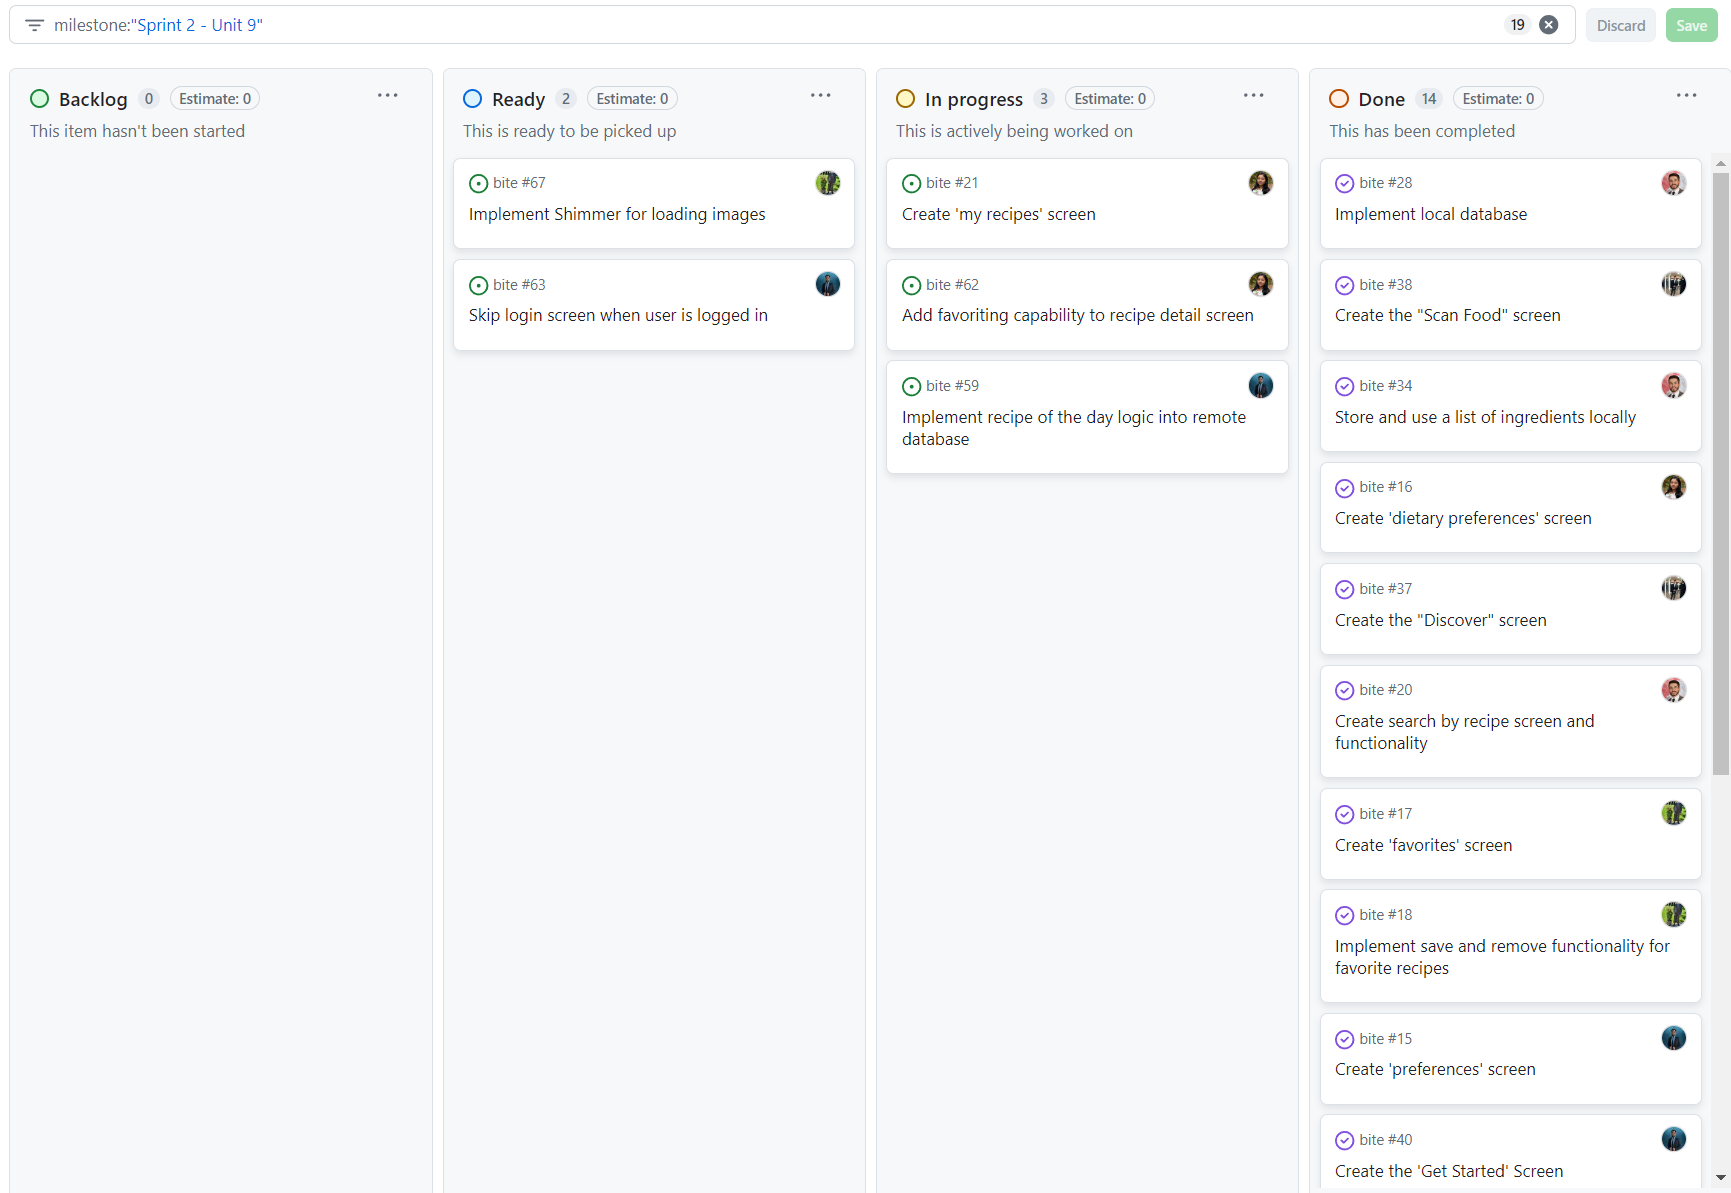 milestone:"Sprint 2 - Unit 9"
19
Discard
Save
Backlog 0 Estimate: 0
This item hasn't been started
Ready 2 Estimate: 0
This is ready to be picked up
bite #67
Implement Shimmer for loading images
bite #63
Skip login screen when user is logged in
In progress 3 Estimate: 0
This is actively being worked on
bite #21
Create 'my recipes' screen
bite #62
Add favoriting capability to recipe detail screen
bite #59
Implement recipe of the day logic into remote
database
Done 14 Estimate: 0
This has been completed
bite #28
Implement local database
bite #38
Create the "Scan Food" screen
bite #34
Store and use a list of ingredients locally
bite #16
Create 'dietary preferences' screen
bite #37
Create the "Discover" screen
bite #20
Create search by recipe screen and
functionality
bite #17
Create 'favorites' screen
bite #18
Implement save and remove functionality for
favorite recipes
bite #15
Create 'preferences' screen
bite #40
Create the 'Get Started' Screen